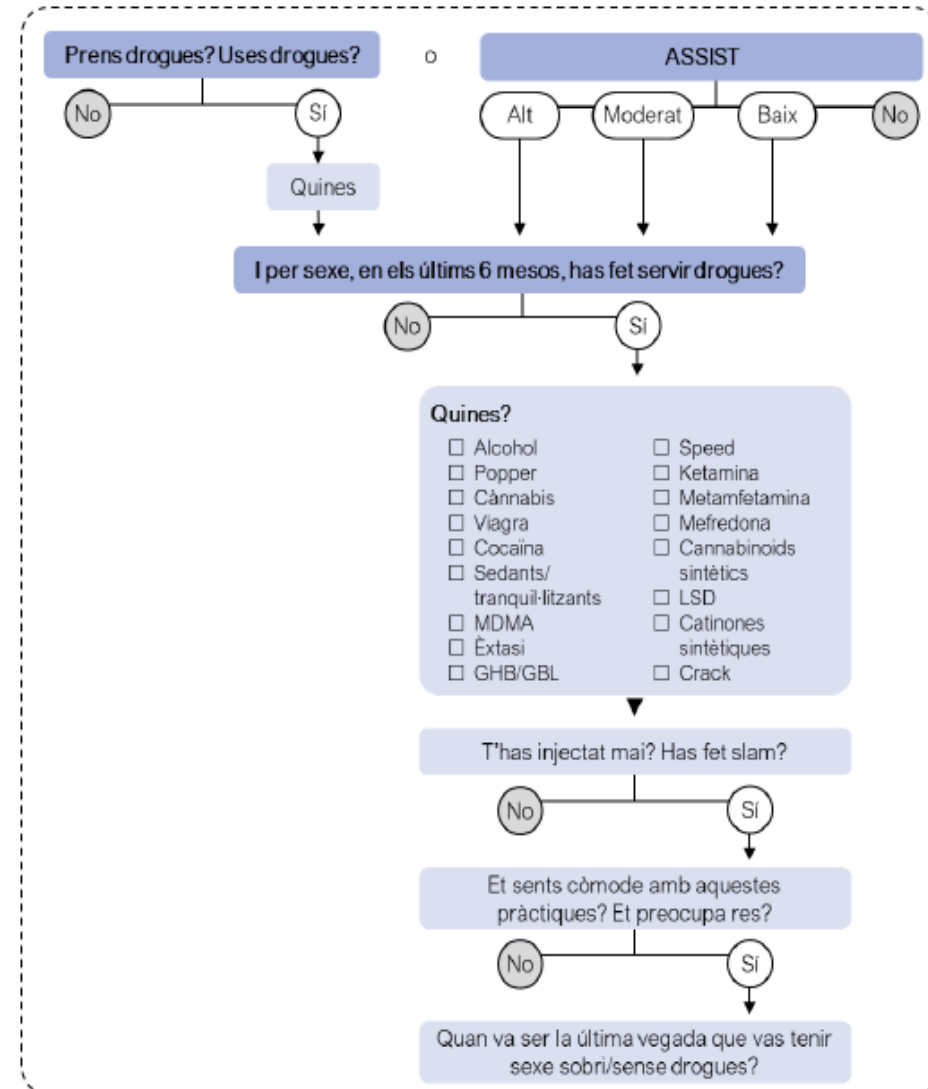 Prens drogues? Uses drogues?
o
ASSIST
No
Sí
Alt
Moderat
Baix
No
Quines
I per sexe, en els últims 6 mesos, has fet servir drogues?
No
Sí
Quines?
☐ Alcohol
☐ Popper
☐ Cànnabis
☐ Viagra
☐ Cocaïna
☐ Sedants/
tranquil·litzants
☐ MDMA
☐ Èxtasi
☐ GHB/GBL
☐ Speed
☐ Ketamina
☐ Metamfetamina
☐ Mefredona
☐ Cannabinoids
sintètics
☐ LSD
☐ Catinones
sintètiques
☐ Crack
T'has injectat mai? Has fet slam?
No
Sí
Et sents còmode amb aquestes
pràctiques? Et preocupa res?
No
Sí
Quan va ser la última vegada que vas tenir
sexe sobri/sense drogues?